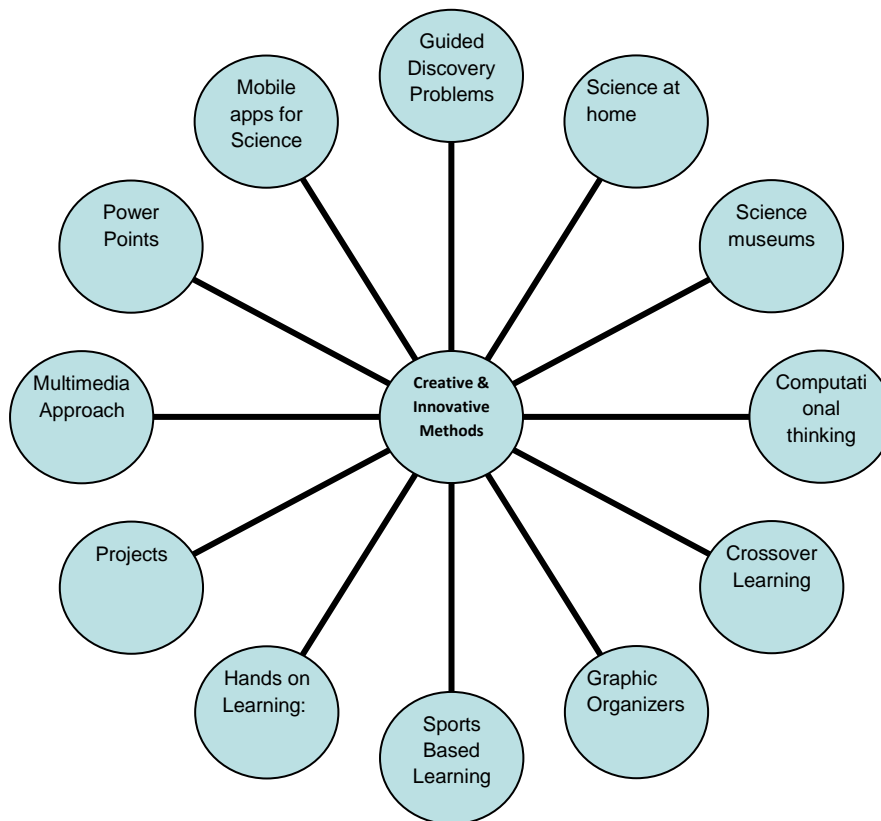 Guided
Discovery
Problems
Science at
home
Science
museums
Computati
onal
thinking
Crossover
Learning
Graphic
Organizers
Sports
Based
Learning
Hands on
Learning:
Projects
Multimedia
Approach
Power
Points
Mobile
apps for
Science
Creative &
Innovative
Methods